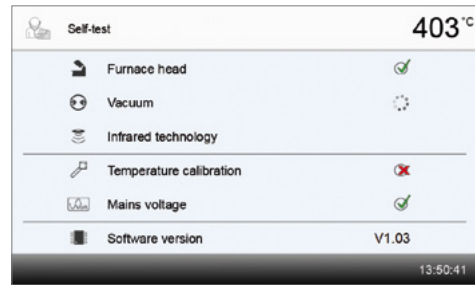 Self-test 403 °C
Furnace head
Vacuum
Infrared technology
Temperature calibration
Mains voltage
Software version V1.03
13:50:41